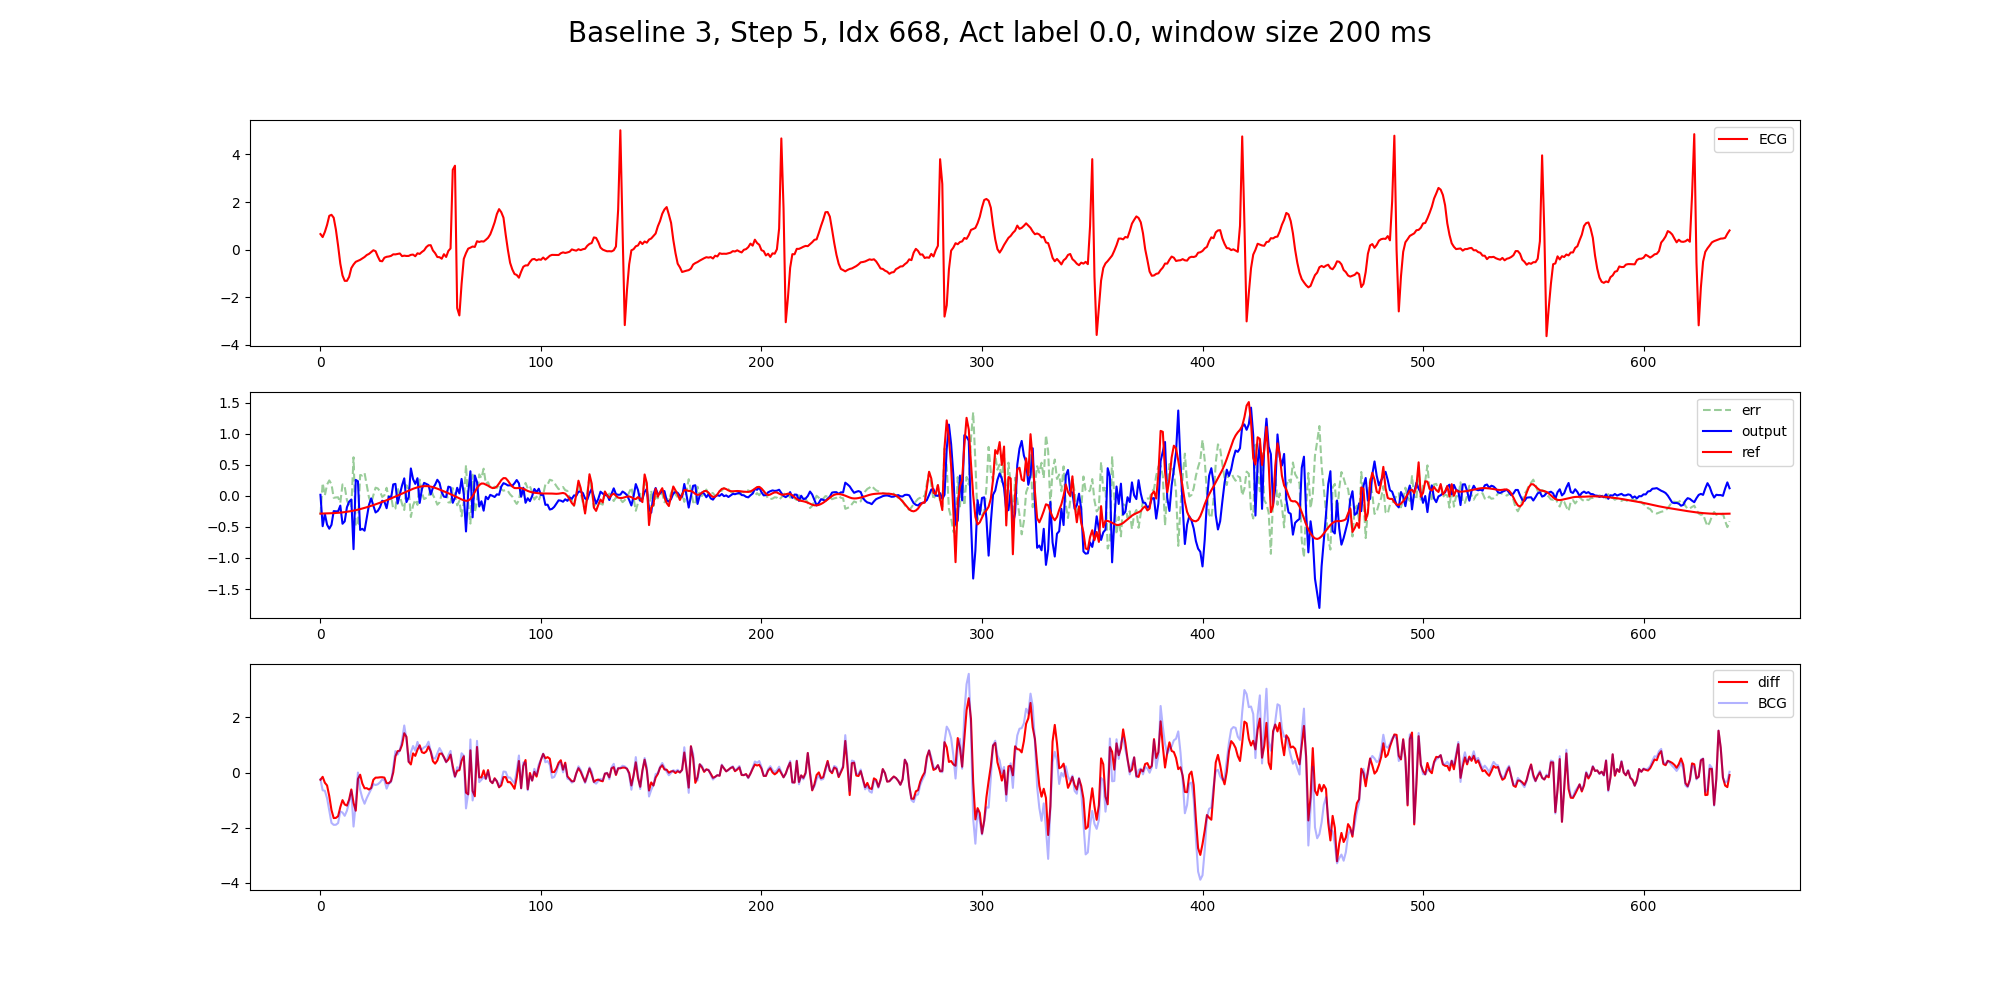 Baseline 3, Step 5, Idx 668, Act label 0.0, window size 200 ms
ECG
4
2
0
−2
−4
0 100 200 300 400 500 600
err
output
ref
1.5
1.0
0.5
0.0
−0.5
−1.0
−1.5
0 100 200 300 400 500 600
diff
BCG
2
0
−2
−4
0 100 200 300 400 500 600